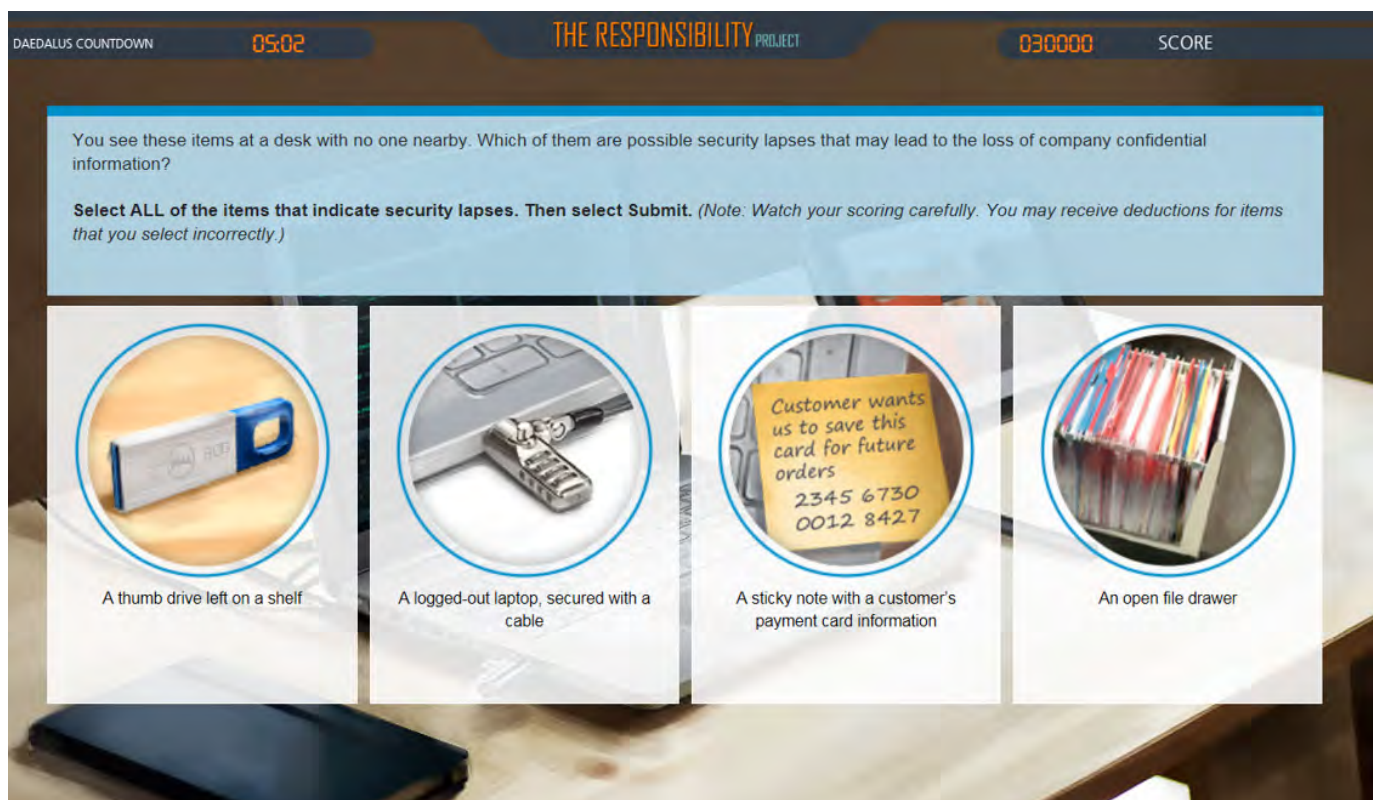 DAEDALUS COUNTDOWN 05:02 THE RESPONSIBILITY PROJECT 030000 SCORE
You see these items at a desk with no one nearby. Which of them are possible security lapses that may lead to the loss of company confidential
information?
Select ALL of the items that indicate security lapses. Then select Submit. (Note: Watch your scoring carefully. You may receive deductions for items
that you select incorrectly.)
8GB
Customer wants
us to save this
card for future
orders
2345 6730
0012 8427
A thumb drive left on a shelf
A logged-out laptop, secured with a
cable
A sticky note with a customer's
payment card information
An open file drawer